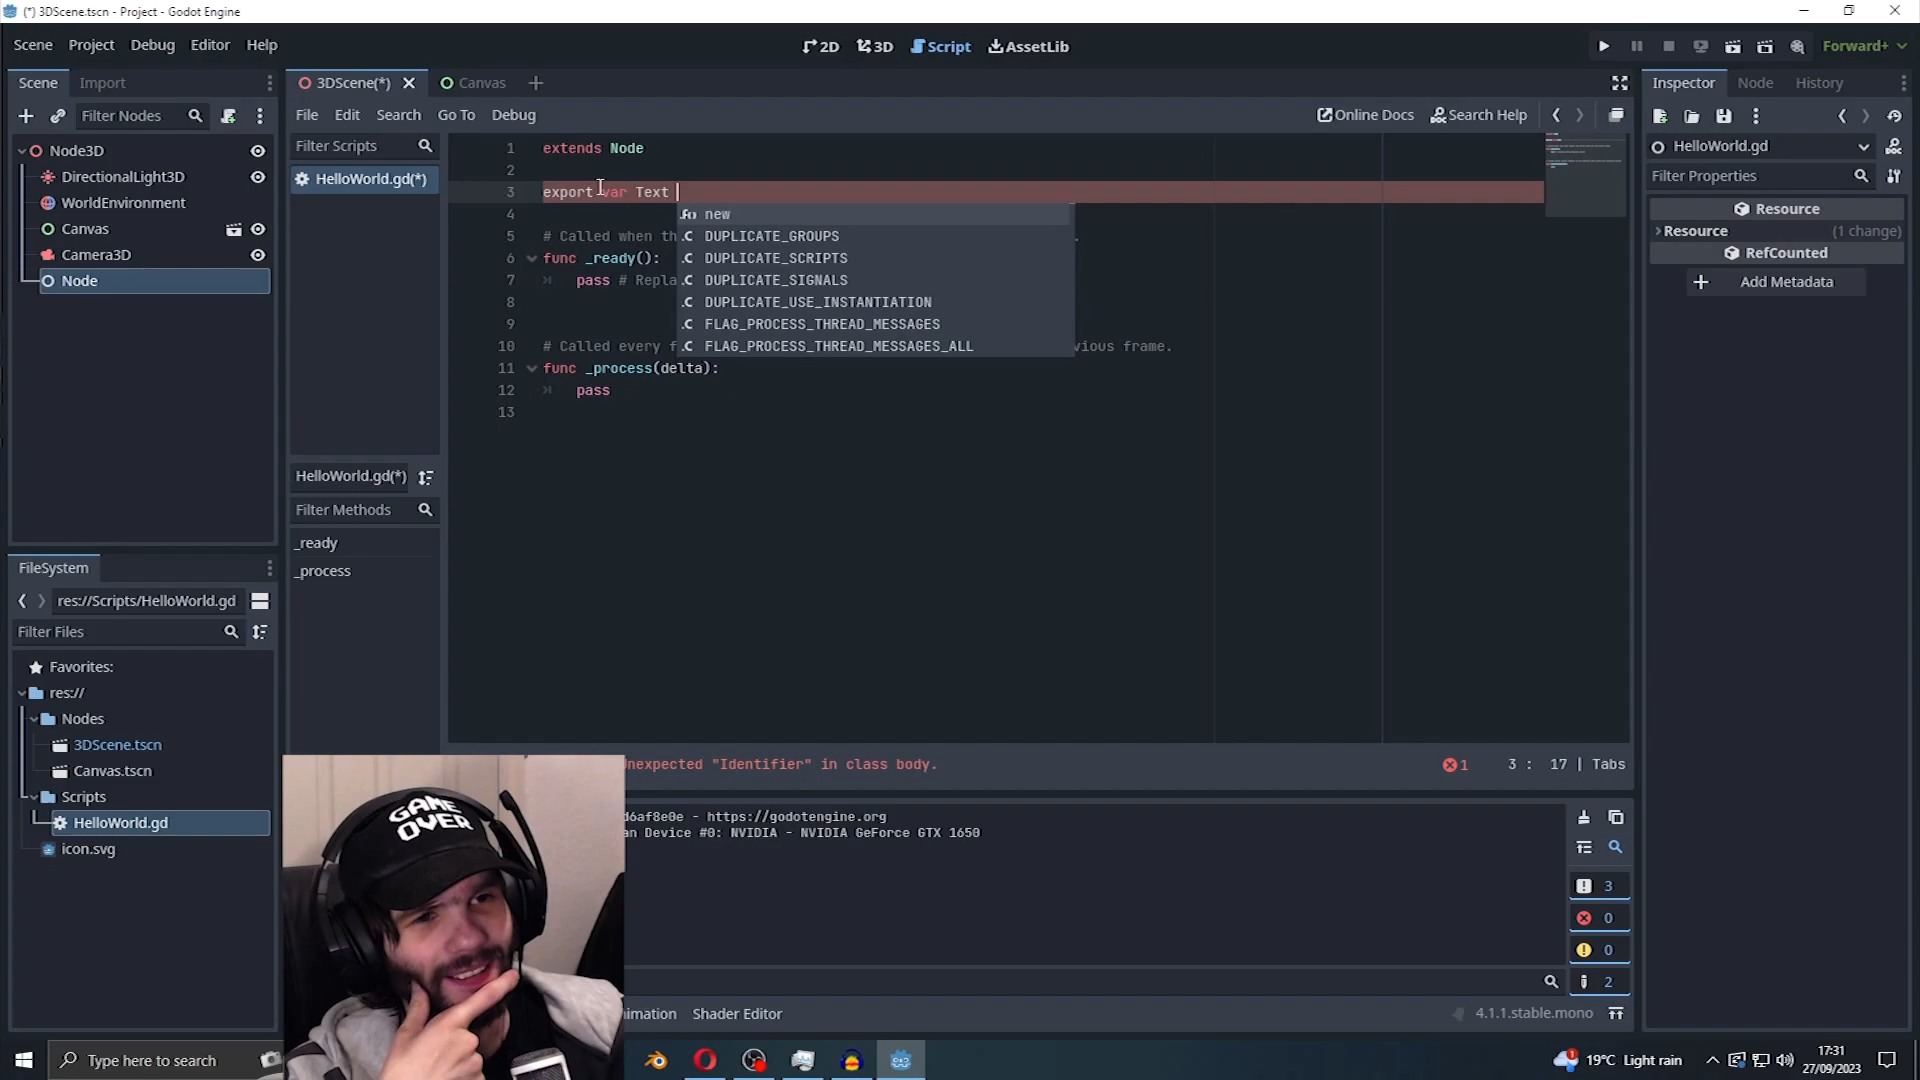 (*) 3DScene.tscn - Project - Godot Engine
Scene Project Debug Editor Help
2D 3D Script AssetLib
Forward+
Scene Import
3DScene(*) Canvas
Inspector Node History
Filter Nodes
File Edit Search Go To Debug
Online Docs Search Help
Node3D
DirectionalLight3D
WorldEnvironment
Canvas
Camera3D
Node
Filter Scripts
HelloWorld.gd(*)
HelloWorld.gd(*)
Filter Methods
_ready
_process
1 extends Node
2
3 export var Text
4
5 # Called when th
6 func _ready():
7 pass # Repla
8
9
10 # Called every f vious frame.
11 func _process(delta):
12 pass
13
new
DUPLICATE_GROUPS
DUPLICATE_SCRIPTS
DUPLICATE_SIGNALS
DUPLICATE_USE_INSTANTIATION
FLAG_PROCESS_THREAD_MESSAGES
FLAG_PROCESS_THREAD_MESSAGES_ALL
HelloWorld.gd
Filter Properties
Resource
Resource (1 change)
RefCounted
Add Metadata
FileSystem
res://Scripts/HelloWorld.gd
Filter Files
Favorites:
res://
Nodes
3DScene.tscn
Canvas.tscn
Scripts
HelloWorld.gd
icon.svg
Unexpected "Identifier" in class body.
1 3 : 17 | Tabs
d6af8e0e - https://godotengine.org
an Device #0: NVIDIA - NVIDIA GeForce GTX 1650
3
0
0
2
nimation Shader Editor
4.1.1.stable.mono
GAME
OVER
Type here to search
1 19°C Light rain
17:31
27/09/2023